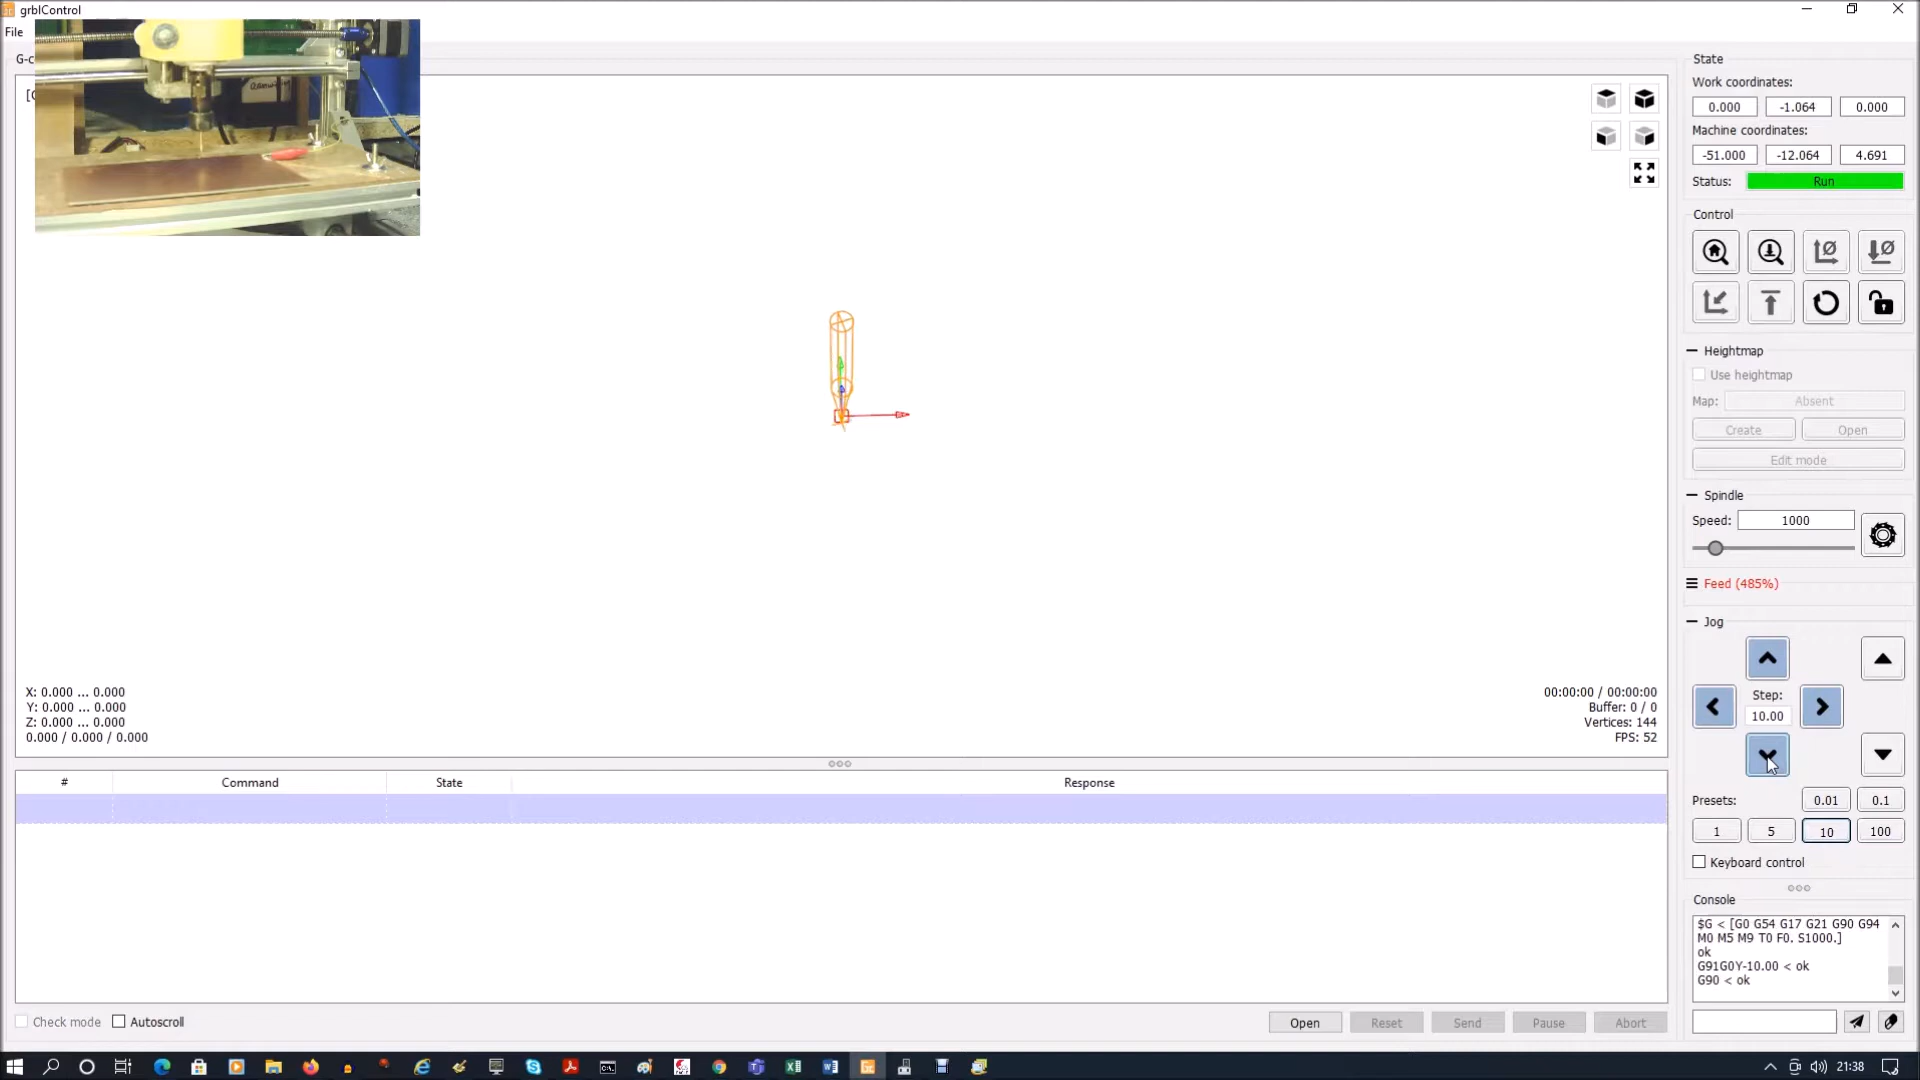 grblControl
File
G-c
[G
State
Work coordinates:
0.000 -1.064 0.000
Machine coordinates:
-51.000 -12.064 4.691
Status: Run
Control
Heightmap
Use heightmap
Map: Absent
Create Open
Edit mode
Spindle
Speed: 1000
Feed (485%)
Jog
Step:
10.00
Presets: 0.01 0.1
1 5 10 100
Keyboard control
Console
$G < [G0 G54 G17 G21 G90 G94
M0 M5 M9 T0 F0. S1000.]
ok
G91G0Y-10.00 < ok
G90 < ok
X: 0.000 ... 0.000
Y: 0.000 ... 0.000
Z: 0.000 ... 0.000
0.000 / 0.000 / 0.000
00:00:00 / 00:00:00
Buffer: 0 / 0
Vertices: 144
FPS: 52
# Command State Response
Check mode Autoscroll
Open Reset Send Pause Abort
21:38